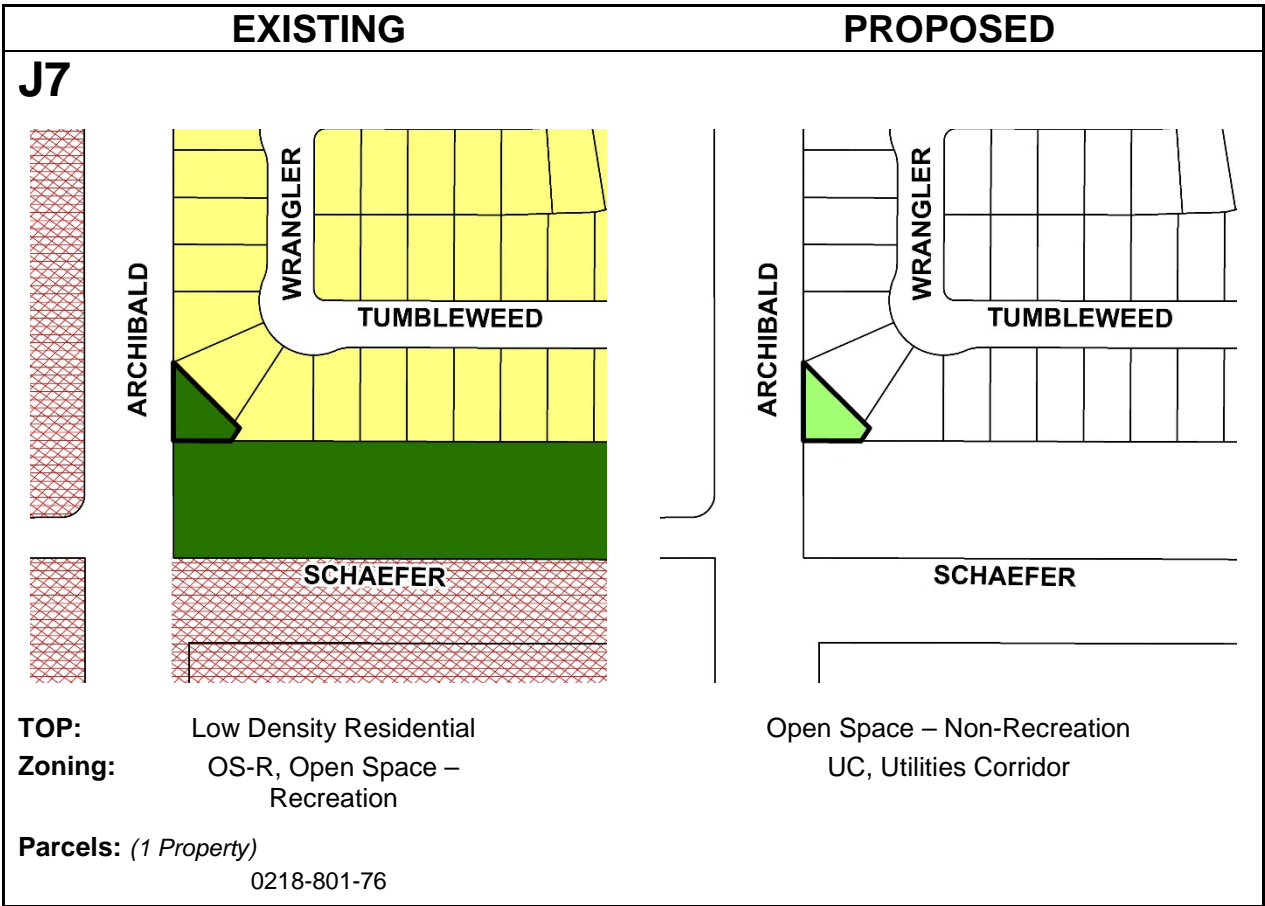 EXISTING PROPOSED
J7
ARCHIBALD
WRANGLER
TUMBLEWEED
SCHAEFER
ARCHIBALD
WRANGLER
TUMBLEWEED
SCHAEFER
TOP: Low Density Residential Open Space – Non-Recreation
Zoning: OS-R, Open Space – UC, Utilities Corridor
Recreation
Parcels: (1 Property)
0218-801-76